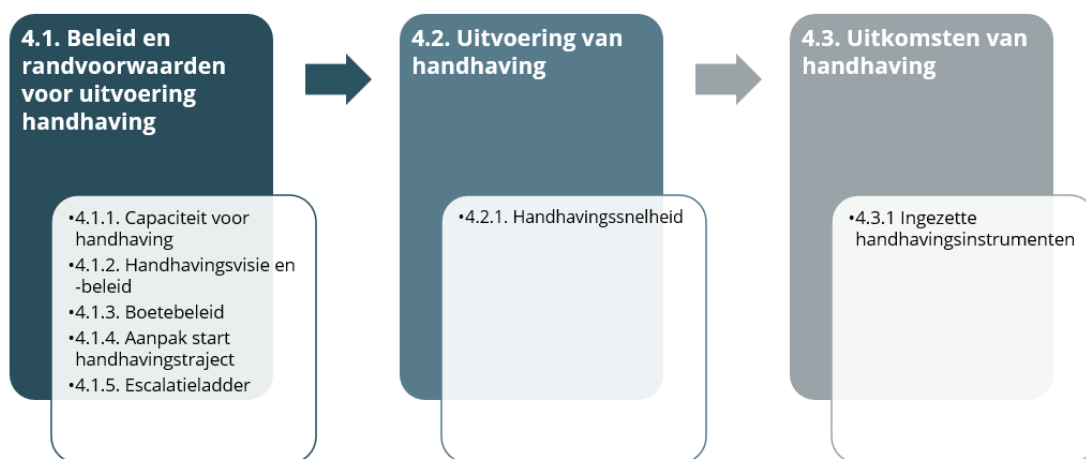 4.1. Beleid en
randvoorwaarden
voor uitvoering
handhaving
•4.1.1. Capaciteit voor
handhaving
•4.1.2. Handhavingsvisie en
-beleid
•4.1.3. Boetebeleid
•4.1.4. Aanpak start
handhavingstraject
•4.1.5. Escalatieladder
4.2. Uitvoering van
handhaving
•4.2.1. Handhavingssnelheid
4.3. Uitkomsten van
handhaving
•4.3.1 Ingezette
handhavingsinstrumenten